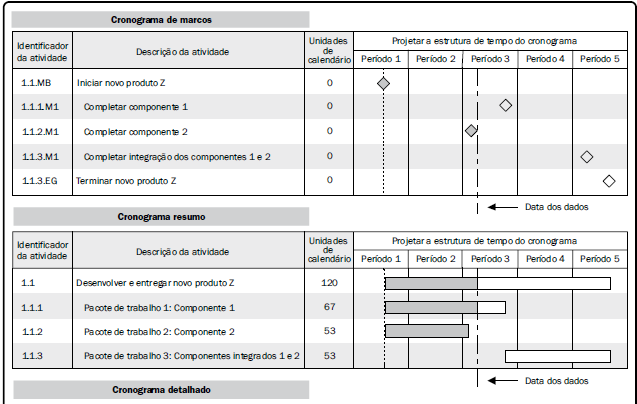 Cronograma de marcos
Identificador da atividade Descrição da atividade Unidades de calendário Projetar a estrutura de tempo do cronograma
Período 1 Período 2 Período 3 Período 4 Período 5
1.1.MB Iniciar novo produto Z 0
1.1.1.M1 Completar componente 1 0
1.1.2.M1 Completar componente 2 0
1.1.3.M1 Completar integração dos componentes 1 e 2 0
1.1.3.EG Terminar novo produto Z 0
Data dos dados
Cronograma resumo
Identificador da atividade Descrição da atividade Unidades de calendário Projetar a estrutura de tempo do cronograma
Período 1 Período 2 Período 3 Período 4 Período 5
1.1 Desenvolver e entregar novo produto Z 120
1.1.1 Pacote de trabalho 1: Componente 1 67
1.1.2 Pacote de trabalho 2: Componente 2 53
1.1.3 Pacote de trabalho 3: Componentes integrados 1 e 2 53
Data dos dados
Cronograma detalhado